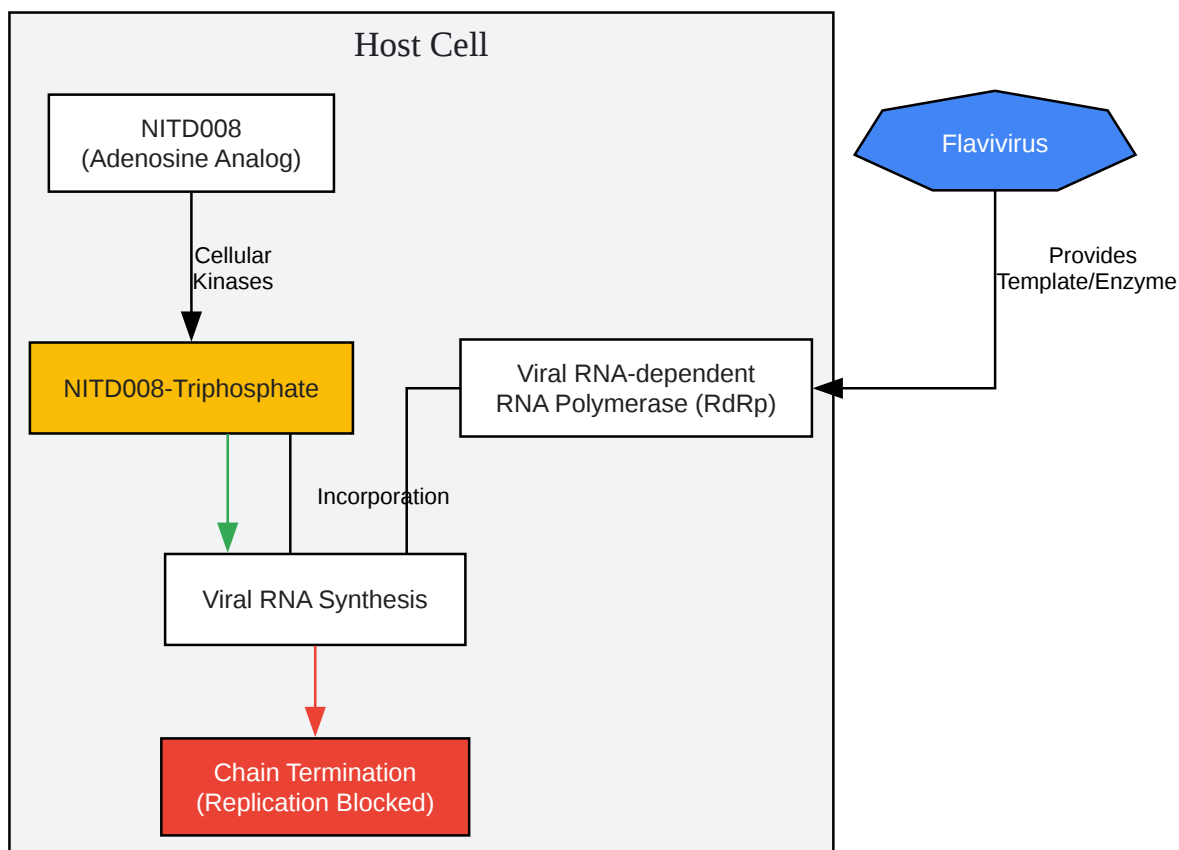 Host Cell
NITD008
(Adenosine Analog)
Flavivirus
Cellular
Kinases
Provides
Template/Enzyme
NITD008-Triphosphate
Viral RNA-dependent
RNA Polymerase (RdRp)
Incorporation
Viral RNA Synthesis
Chain Termination
(Replication Blocked)